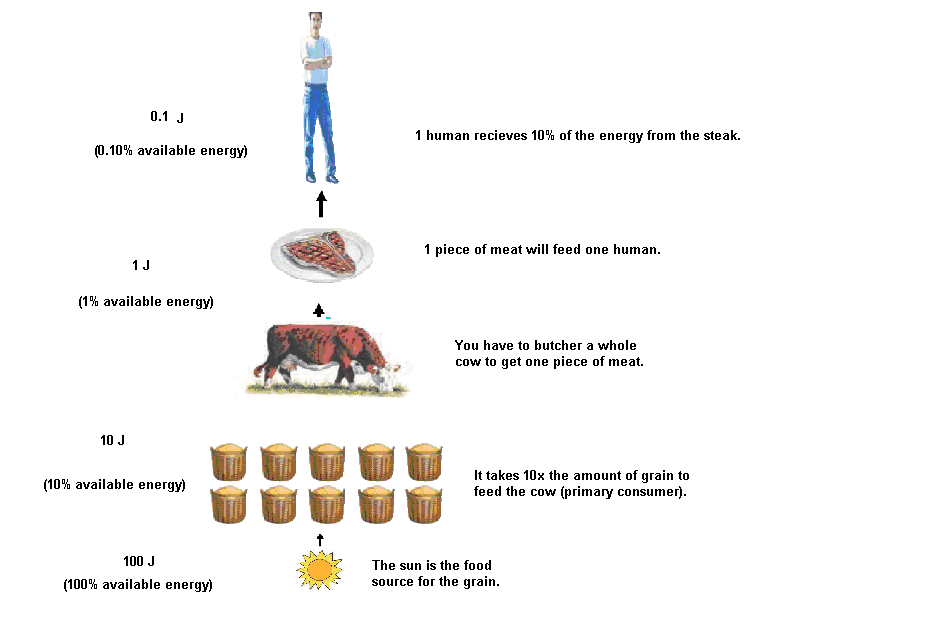 0.1 J
(0.10% available energy)
1 human recieves 10% of the energy from the steak.
1 piece of meat will feed one human.
1 J
(1% available energy)
You have to butcher a whole
cow to get one piece of meat.
10 J
(10% available energy)
It takes 10x the amount of grain to
feed the cow (primary consumer).
100 J
(100% available energy)
The sun is the food
source for the grain.